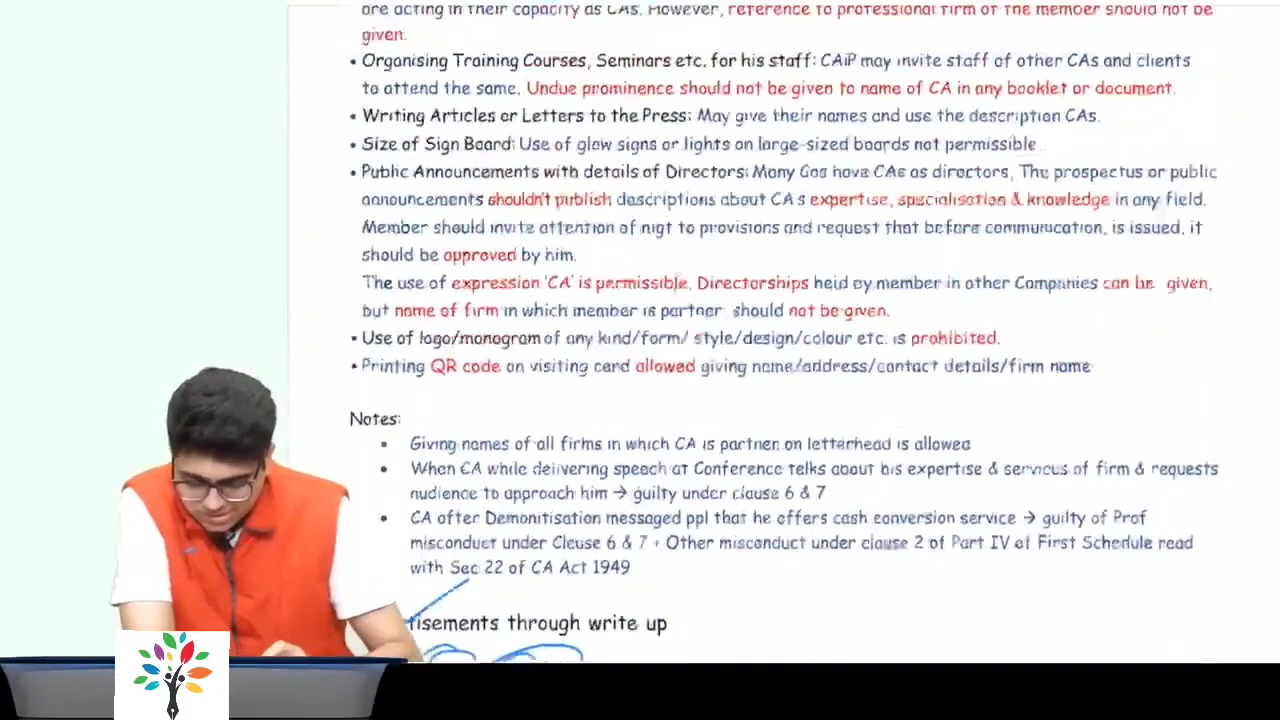 are acting in their capacity as CAs. However, reference to professional firm of the member should not be
given.
• Organising Training Courses, Seminars etc. for his staff: CAiP may invite staff of other CAs and clients
to attend the same. Undue prominence should not be given to name of CA in any booklet or document.
• Writing Articles or Letters to the Press: May give their names and use the description CAs.
• Size of Sign Board: Use of glow signs or lights on large-sized boards not permissible
• Public Announcements with details of Directors: Many Cos have CAs as directors, The prospectus or public
announcements shouldn't publish descriptions about CA s expertise, specialisation & knowledge in any field.
Member should invite attention of mgt to provisions and request that before communication, is issued, it
should be approved by him.
The use of expression 'CA' is permissible, Directorships held by member in other Companies can be given,
but name of firm in which member is partner should not be given.
• Use of logo/monogram of any kind/form/ style/design/colour etc. is prohibited.
• Printing QR code on visiting card allowed giving name/address/contact details/firm name
Notes:
• Giving names of all firms in which CA is partner on letterhead is allowed
• When CA while delivering speech at Conference talks about his expertise & services of firm & requests
audience to approach him → guilty under clause 6 & 7
• CA after Demonitisation messaged ppl that he offers cash conversion service → guilty of Prof
misconduct under Clause 6 & 7 + Other misconduct under clause 2 of Part IV of First Schedule read
with Sec 22 of CA Act 1949
tisements through write up